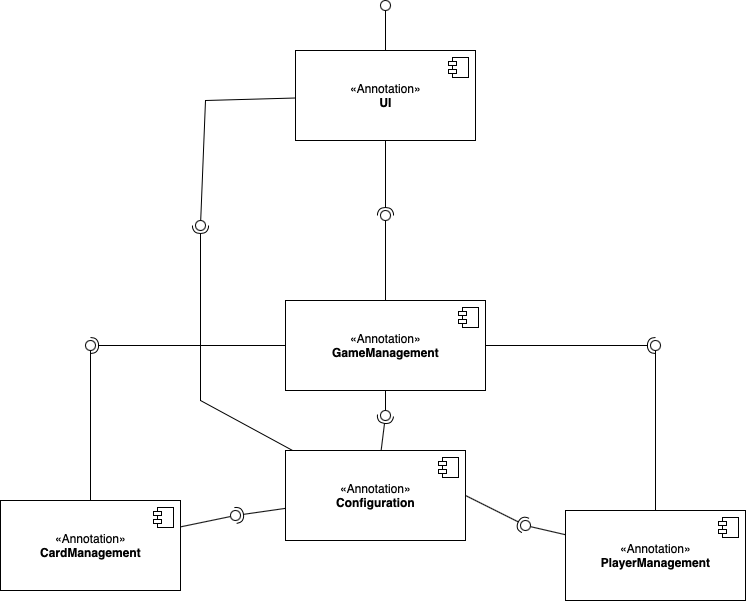 «Annotation»
UI
«Annotation»
GameManagement
«Annotation»
Configuration
«Annotation»
CardManagement
«Annotation»
PlayerManagement